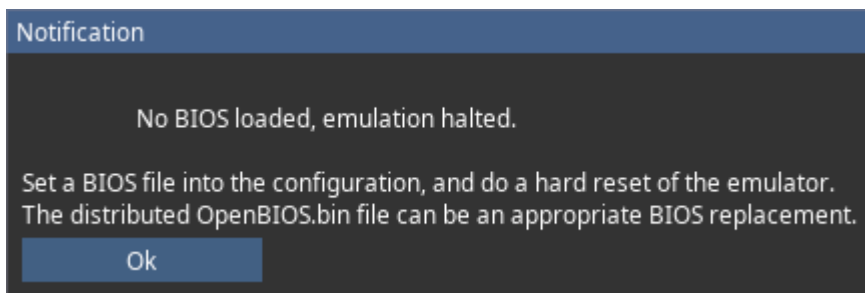 Notification
No BIOS loaded, emulation halted.
Set a BIOS file into the configuration, and do a hard reset of the emulator.
The distributed OpenBIOS.bin file can be an appropriate BIOS replacement.
Ok